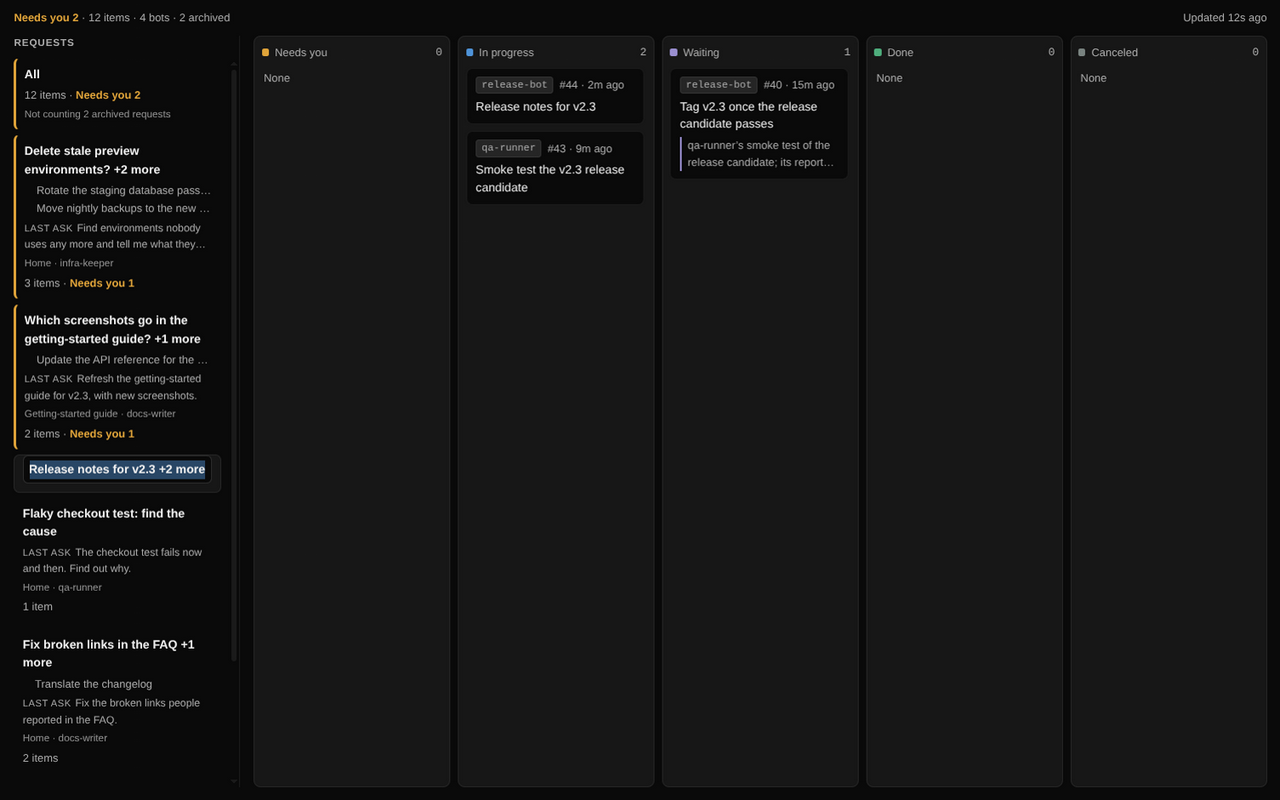 Needs you 2 · 12 items · 4 bots · 2 archived
Updated 12s ago
REQUESTS
All
12 items · Needs you 2
Not counting 2 archived requests
Delete stale preview
environments? +2 more
Rotate the staging database pass…
Move nightly backups to the new …
LAST ASK Find environments nobody
uses any more and tell me what they…
Home · infra-keeper
3 items · Needs you 1
Which screenshots go in the
getting-started guide? +1 more
Update the API reference for the …
LAST ASK Refresh the getting-started
guide for v2.3, with new screenshots.
Getting-started guide · docs-writer
2 items · Needs you 1
Release notes for v2.3 +2 more
Flaky checkout test: find the
cause
LAST ASK The checkout test fails now
and then. Find out why.
Home · qa-runner
1 item
Fix broken links in the FAQ +1
more
Translate the changelog
LAST ASK Fix the broken links people
reported in the FAQ.
Home · docs-writer
2 items
Needs you 0
None
In progress 2
release-bot #44 · 2m ago
Release notes for v2.3
qa-runner #43 · 9m ago
Smoke test the v2.3 release
candidate
Waiting 1
release-bot #40 · 15m ago
Tag v2.3 once the release
candidate passes
qa-runner's smoke test of the
release candidate; its report…
Done 0
None
Canceled 0
None